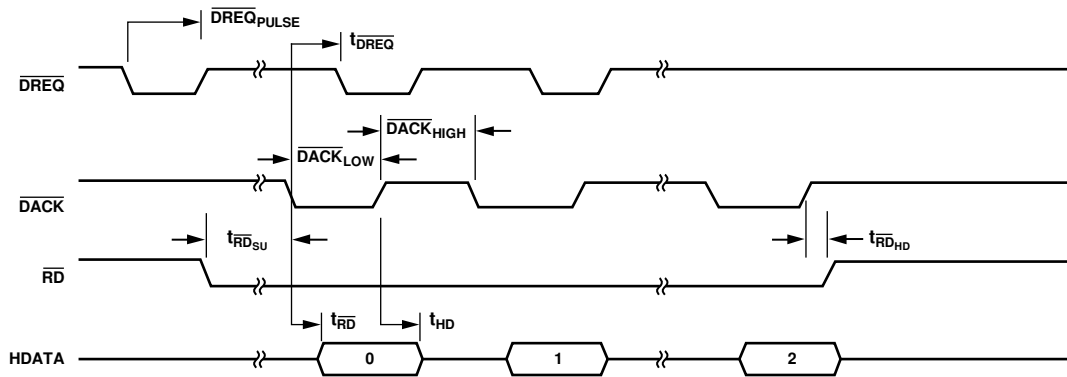 DREQPULSE
tDREQ
DREQ
DACKHIGH
DACKLOW
DACK
tRDSU
tRDHD
RD
tRD
tHD
HDATA
0
1
2